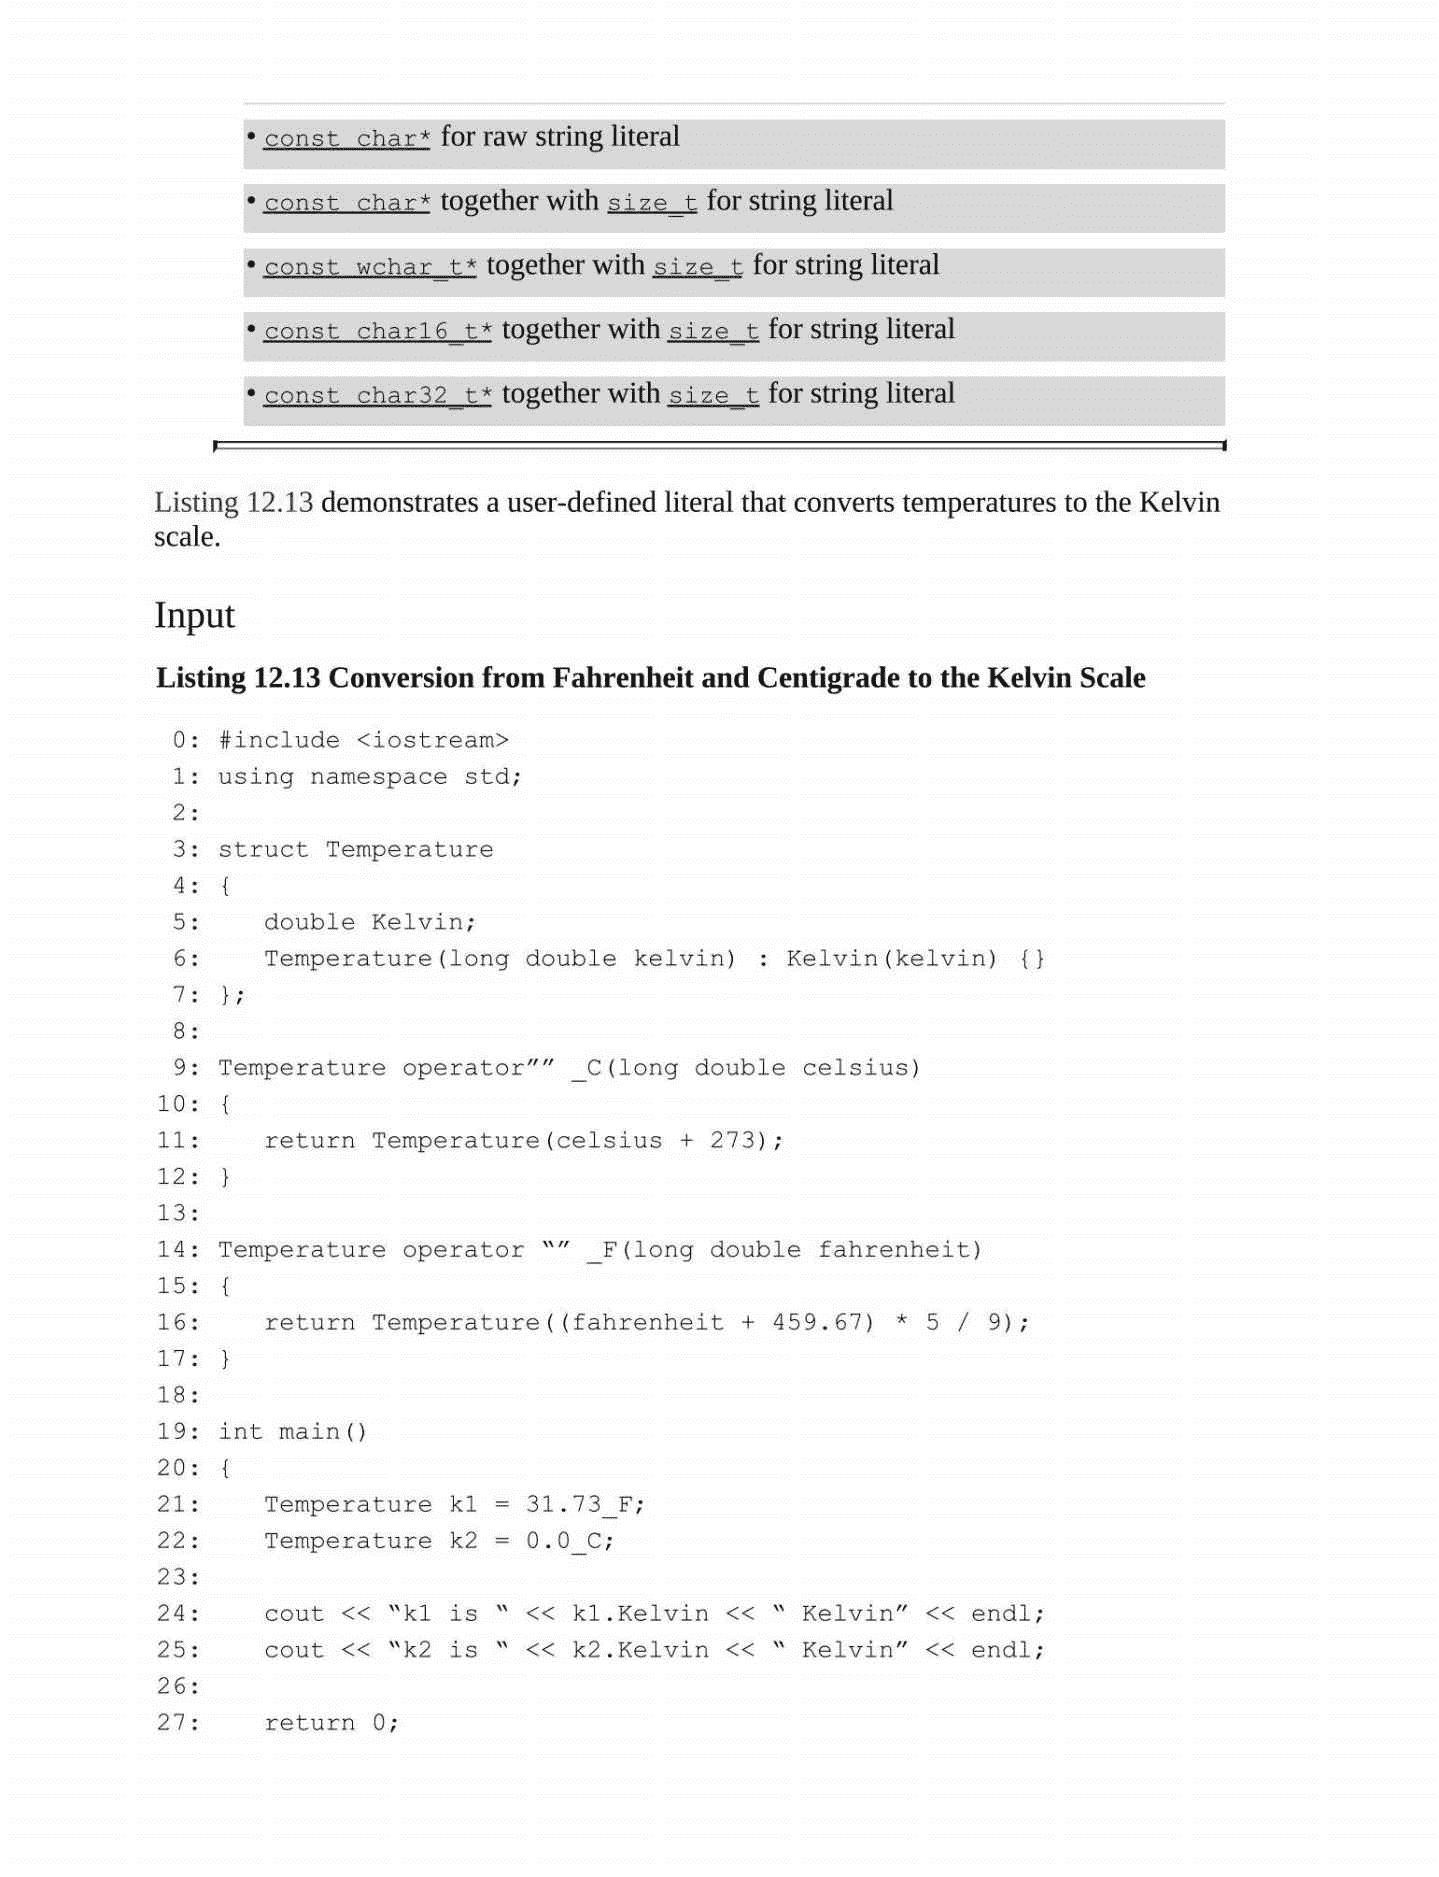 • const char* for raw string literal
• const char* together with size_t for string literal
• const wchar_t* together with size_t for string literal
• const char16_t* together with size_t for string literal
• const char32_t* together with size_t for string literal
Listing 12.13 demonstrates a user-defined literal that converts temperatures to the Kelvin
scale.
Input
Listing 12.13 Conversion from Fahrenheit and Centigrade to the Kelvin Scale
0: #include <iostream>
1: using namespace std;
2:
3: struct Temperature
4: {
5:    double Kelvin;
6:    Temperature(long double kelvin) : Kelvin(kelvin) {}
7: };
8:
9: Temperature operator”” _C(long double celsius)
10: {
11:    return Temperature(celsius + 273);
12: }
13:
14: Temperature operator “” _F(long double fahrenheit)
15: {
16:    return Temperature((fahrenheit + 459.67) * 5 / 9);
17: }
18:
19: int main()
20: {
21:    Temperature k1 = 31.73_F;
22:    Temperature k2 = 0.0_C;
23:
24:    cout << “k1 is “ << k1.Kelvin << “ Kelvin” << endl;
25:    cout << “k2 is “ << k2.Kelvin << “ Kelvin” << endl;
26:
27:    return 0;